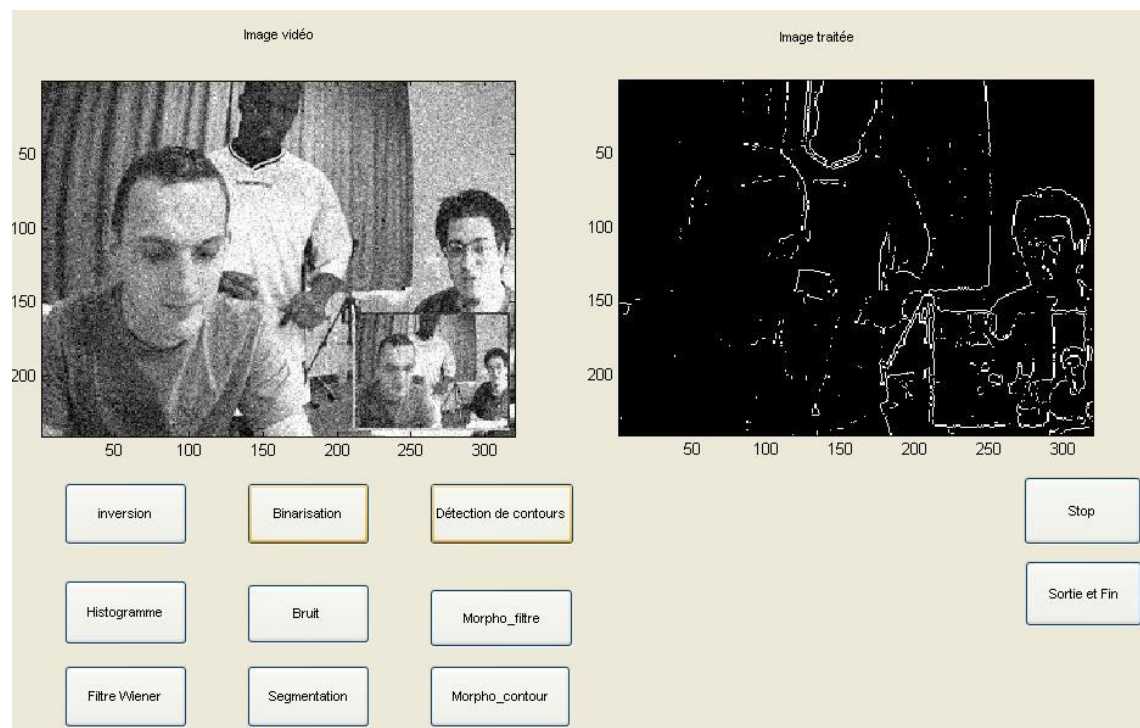 Image vidéo
Image traitée
50
100
150
200
50 100 150 200 250 300
50
100
150
200
50 100 150 200 250 300
inversion
Binarisation
Détection de contours
Stop
Histogramme
Bruit
Morpho_filtre
Sortie et Fin
Filtre Wiener
Segmentation
Morpho_contour